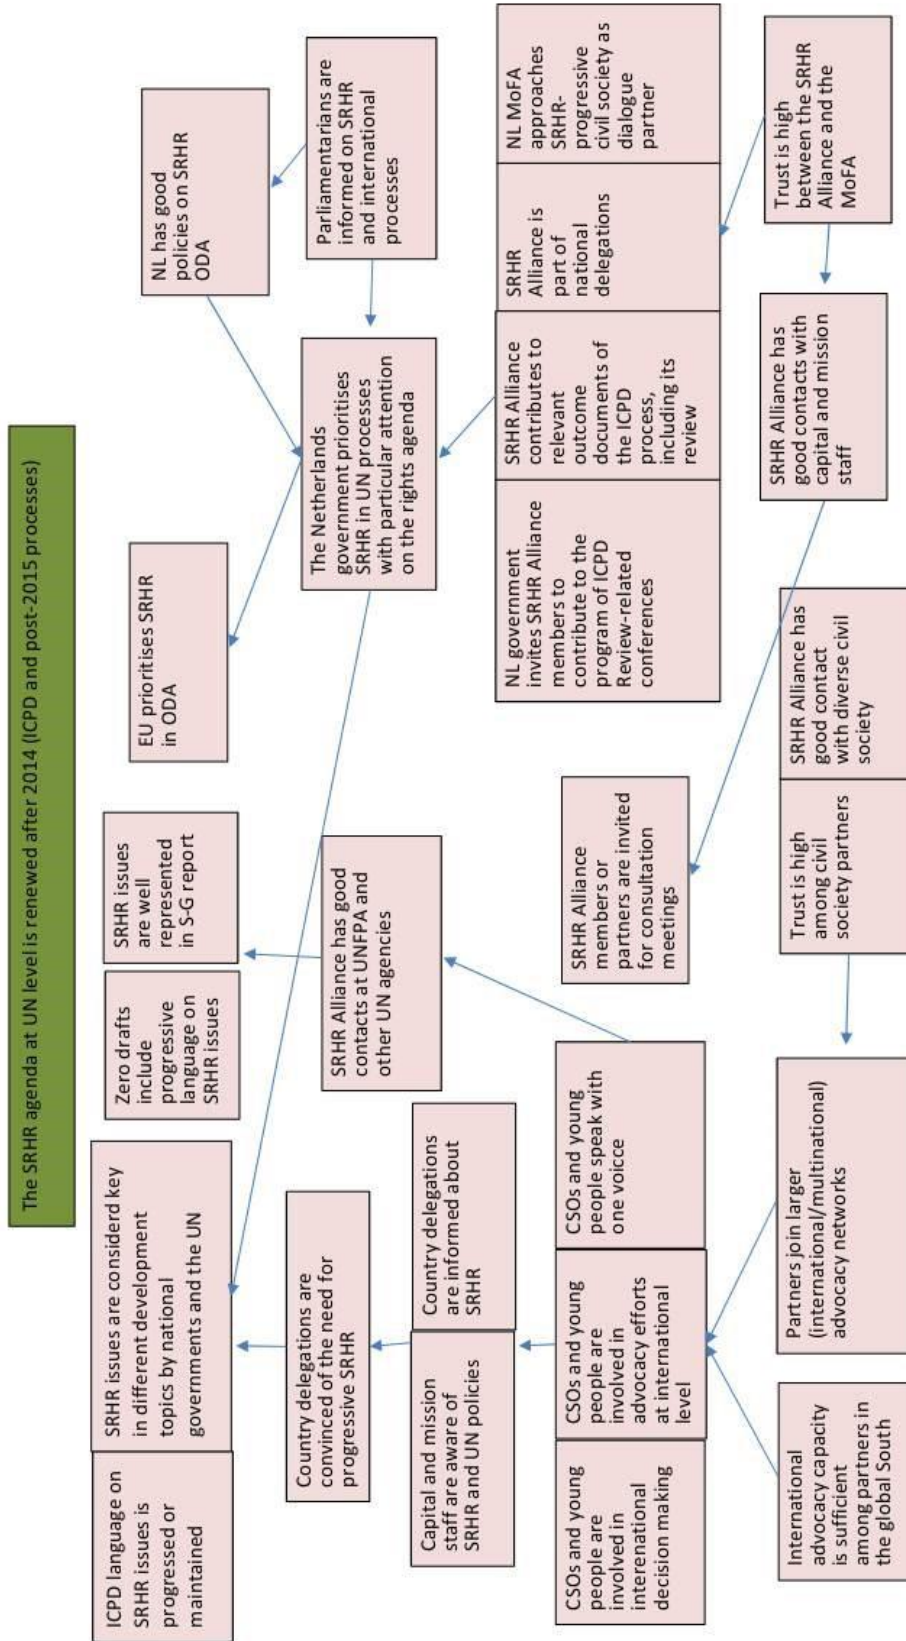 The SRHR agenda at UN level is renewed after 2014 (ICPD and post-2015 processes)
ICPD language on
SRHR issues is
progressed or
maintained
SRHR issues are considerd key
in different development
topics by national
governments and the UN
Zero drafts
include
progressive
language on
SRHR issues
SRHR issues
are well
represented
in S-G report
EU prioritises SRHR
in ODA
NL has good
policies on SRHR
ODA
Country delegations are
convinced of the need for
progressive SRHR
SRHR Alliance has good
contacts at UNFPA and
other UN agencies
The Netherlands
government prioritises
SRHR in UN processes
with particular attention
on the rights agenda
Parliamentarians are
informed on SRHR
and international
processes
Capital and mission
staff are aware of
SRHR and UN policies
Country delegations
are informed about
SRHR
CSOs and young
people are
involved in
interenational
decision making
CSOs and young
people are
involved in
advocacy efforts
at international
level
CSOs and young
people speak with
one voicce
SRHR Alliance
members or
partners are invited
for consultation
meetings
NL government
invites SRHR Alliance
members to
contribute to the
program of ICPD
Review-related
conferences
SRHR Alliance
contributes to
relevant
outcome
documents of
the ICPD
process,
including its
review
SRHR
Alliance is
part of
national
delegations
NL MoFA
approaches
SRHR-
progressive
civil society as
dialogue
partner
International
advocacy capacity
is sufficient
among partners in
the global South
Partners join larger
(international/multinational)
advocacy networks
Trust is high
among civil
society partners
SRHR Alliance has
good contact
with diverse civil
society
SRHR Alliance has
good contacts with
capital and mission
staff
Trust is high
between the SRHR
Alliance and the
MoFA